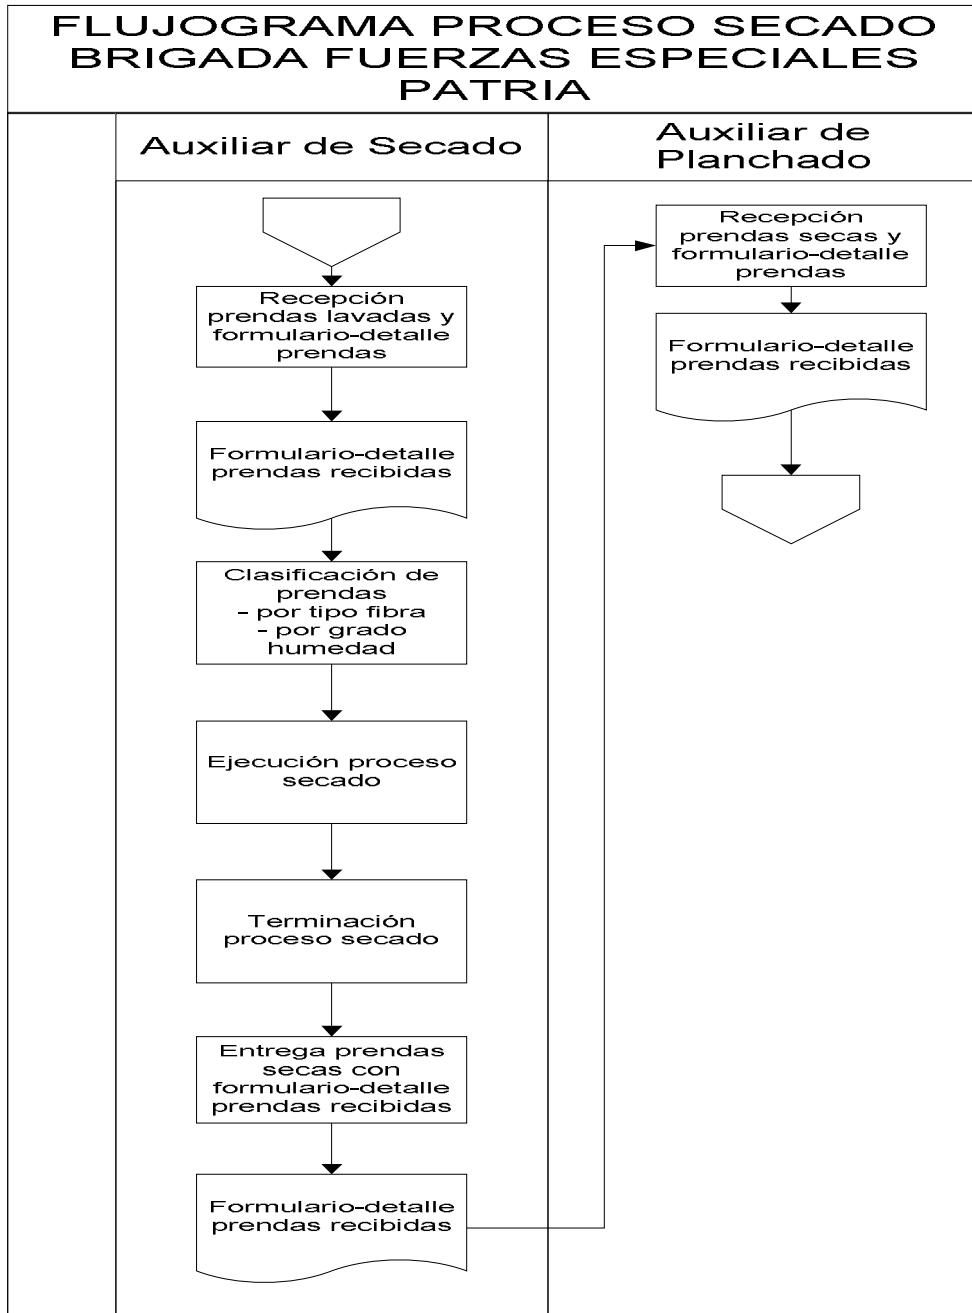 FLUJOGRAMA PROCESO SECADO
BRIGADA FUERZAS ESPECIALES
PATRIA
Auxiliar de Secado
Auxiliar de
Planchado
Recepción
prendas lavadas y
formulario-detalle
prendas
Formulario-detalle
prendas recibidas
Clasificación de
prendas
- por tipo fibra
- por grado
humedad
Ejecución proceso
secado
Terminación
proceso secado
Entrega prendas
secas con
formulario-detalle
prendas recibidas
Formulario-detalle
prendas recibidas
Recepción
prendas secas y
formulario-detalle
prendas
Formulario-detalle
prendas recibidas